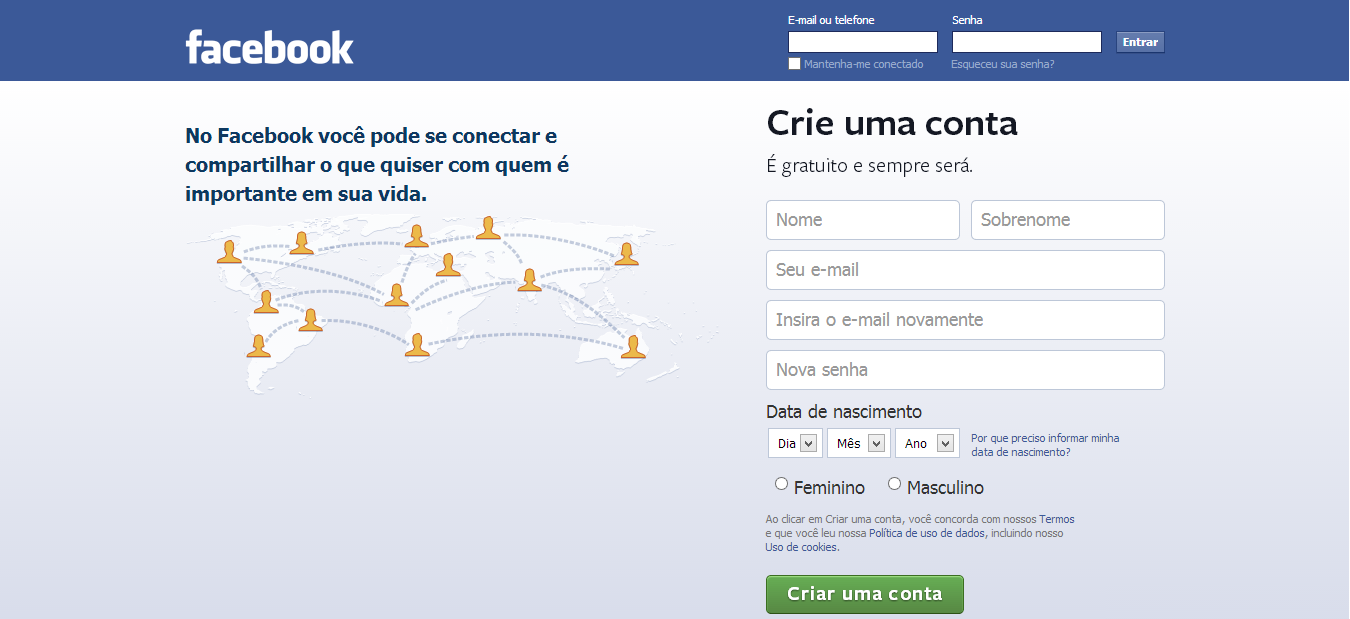 facebook
E-mail ou telefone
Senha
Entrar
Mantenha-me conectado
Esqueceu sua senha?
No Facebook você pode se conectar e
compartilhar o que quiser com quem é
importante em sua vida.
Crie uma conta
É gratuito e sempre será.
Nome
Sobrenome
Seu e-mail
Insira o e-mail novamente
Nova senha
Data de nascimento
Dia
Mês
Ano
Por que preciso informar minha
data de nascimento?
Feminino
Masculino
Ao clicar em Criar uma conta, você concorda com nossos Termos
e que você leu nossa Política de uso de dados, incluindo nosso
Uso de cookies.
Criar uma conta